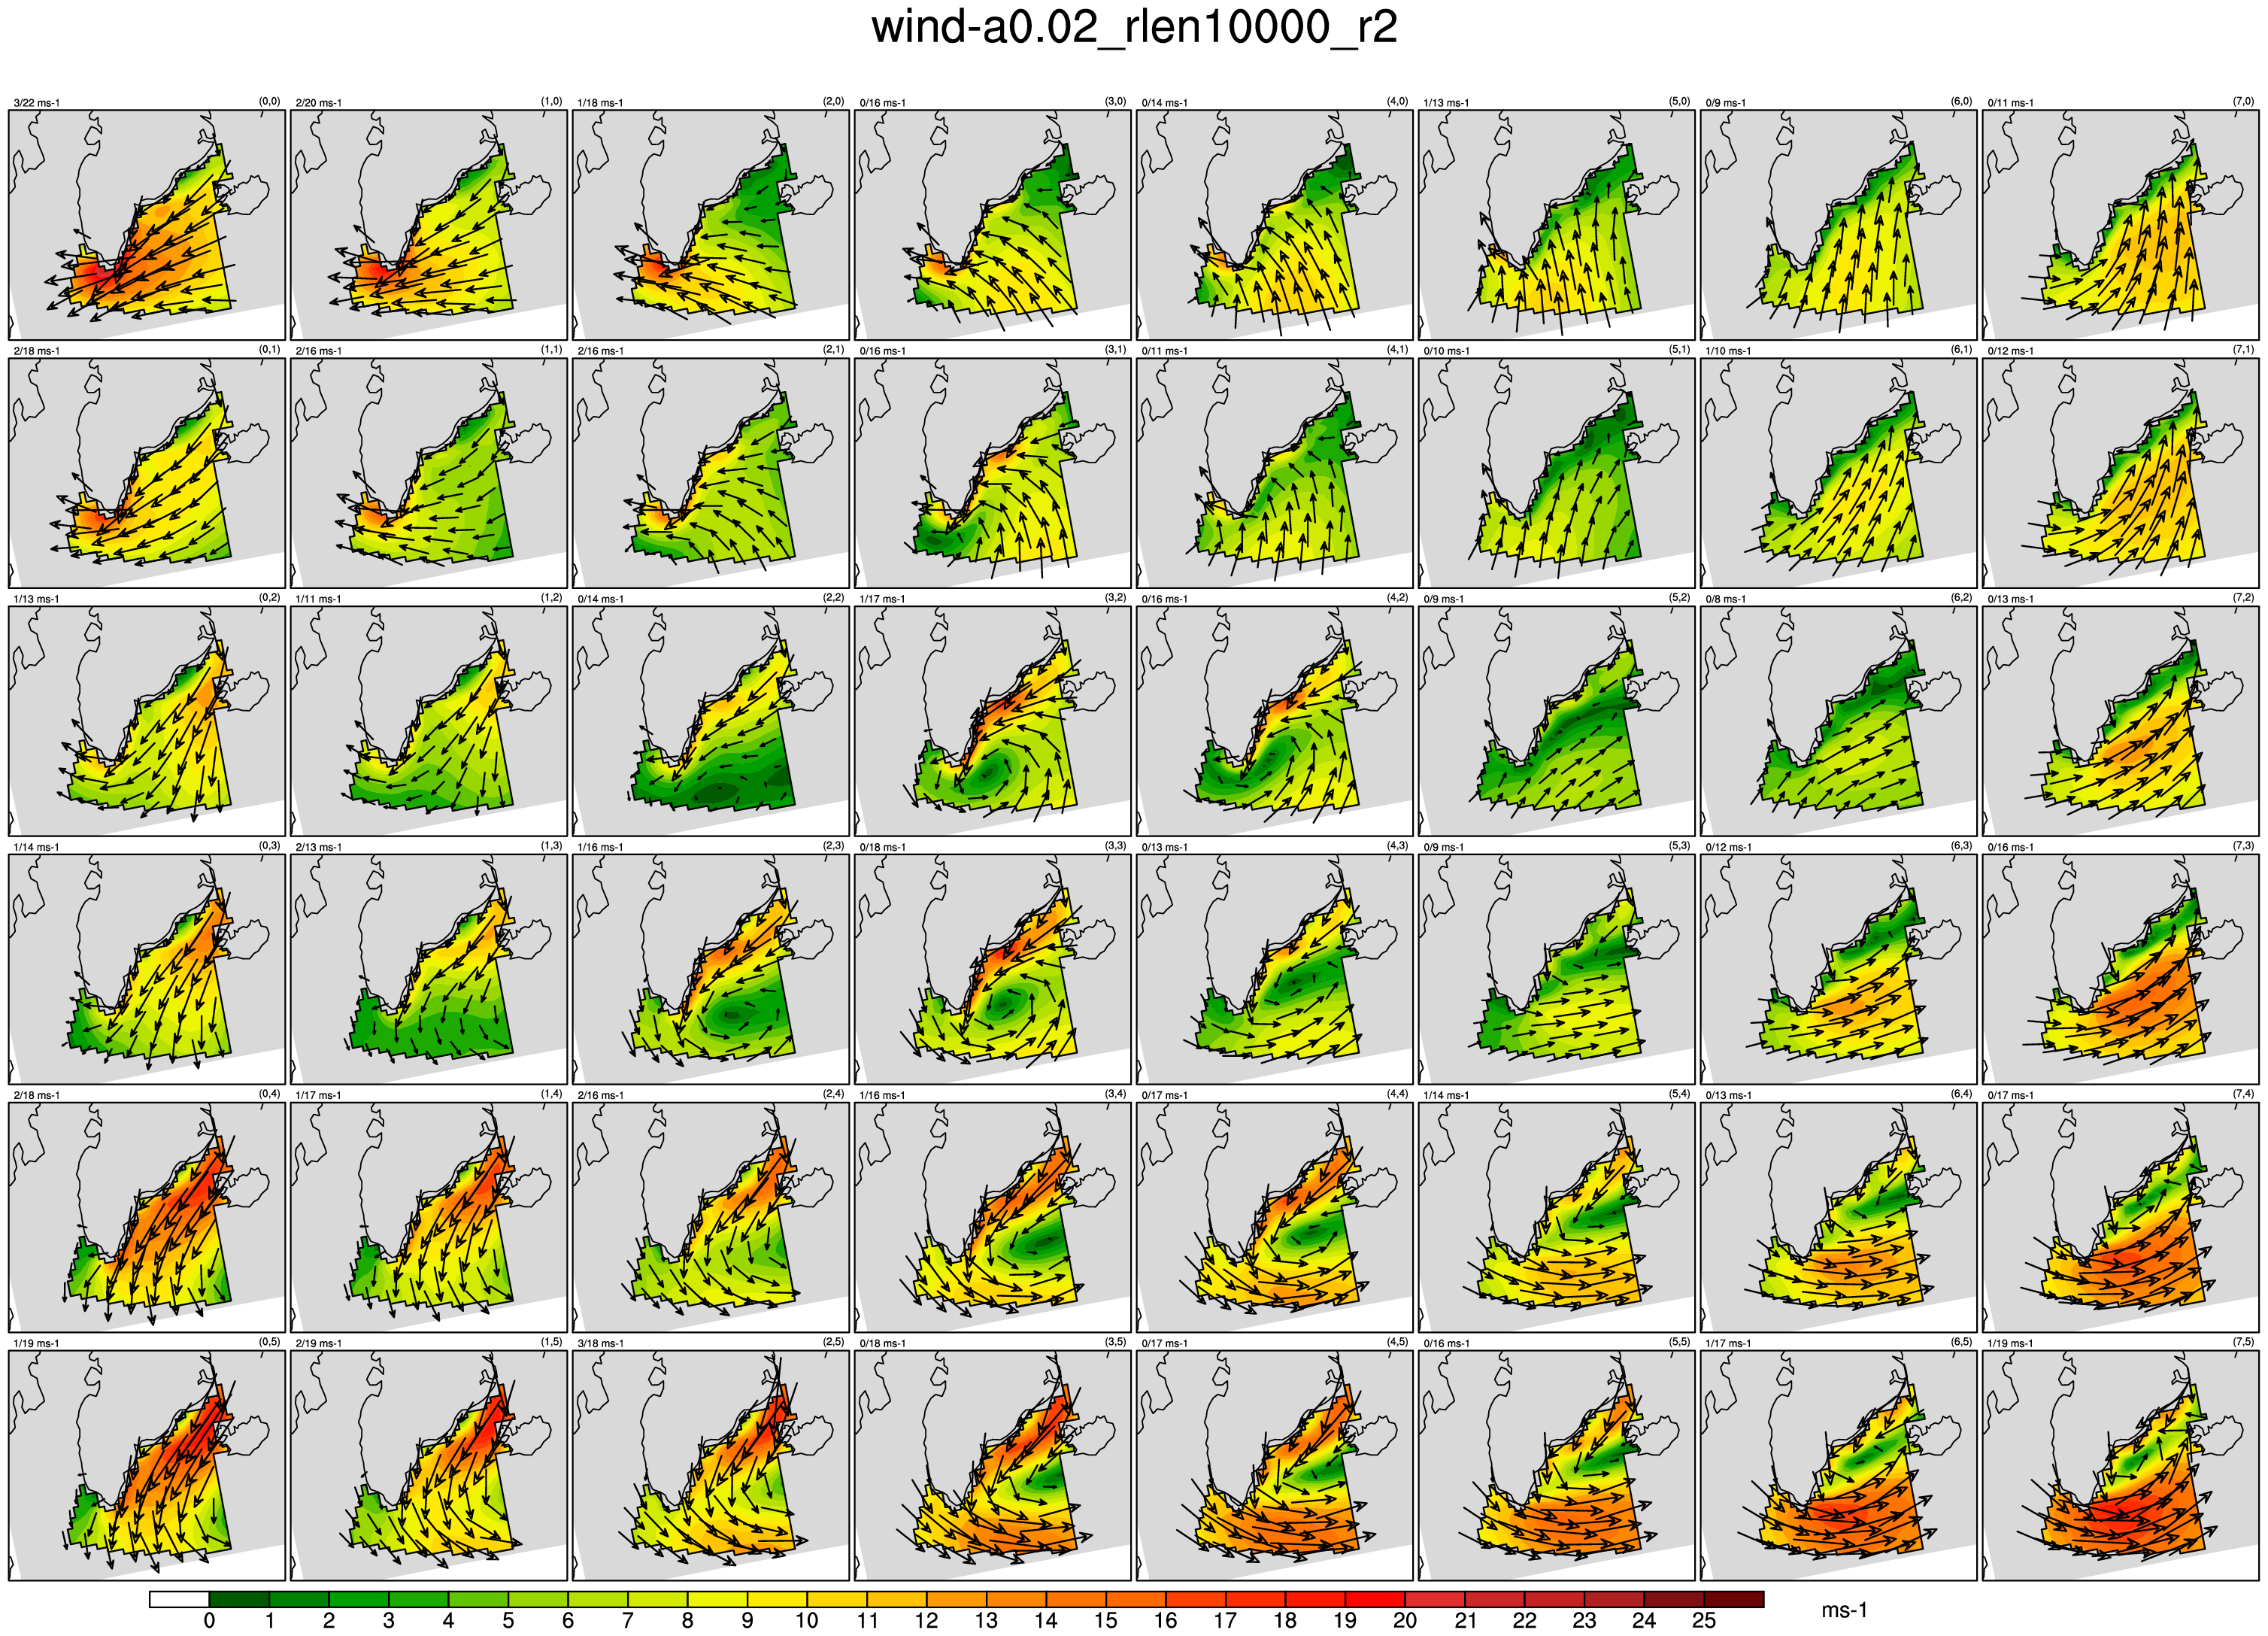 wind-a0.02_rlen10000_r2
3/22 ms-1 (0,0) 2/20 ms-1 (1,0) 1/18 ms-1 (2,0) 0/16 ms-1 (3,0) 0/14 ms-1 (4,0) 1/13 ms-1 (5,0) 0/9 ms-1 (6,0) 0/11 ms-1 (7,0)
2/18 ms-1 (0,1) 2/16 ms-1 (1,1) 2/16 ms-1 (2,1) 0/16 ms-1 (3,1) 0/11 ms-1 (4,1) 0/10 ms-1 (5,1) 1/10 ms-1 (6,1) 0/12 ms-1 (7,1)
1/13 ms-1 (0,2) 1/11 ms-1 (1,2) 0/14 ms-1 (2,2) 1/17 ms-1 (3,2) 0/16 ms-1 (4,2) 0/9 ms-1 (5,2) 0/8 ms-1 (6,2) 0/13 ms-1 (7,2)
1/14 ms-1 (0,3) 2/13 ms-1 (1,3) 1/16 ms-1 (2,3) 0/18 ms-1 (3,3) 0/13 ms-1 (4,3) 0/9 ms-1 (5,3) 0/12 ms-1 (6,3) 0/16 ms-1 (7,3)
2/18 ms-1 (0,4) 1/17 ms-1 (1,4) 2/16 ms-1 (2,4) 1/16 ms-1 (3,4) 0/17 ms-1 (4,4) 1/14 ms-1 (5,4) 0/13 ms-1 (6,4) 0/17 ms-1 (7,4)
1/19 ms-1 (0,5) 2/19 ms-1 (1,5) 3/18 ms-1 (2,5) 0/18 ms-1 (3,5) 0/17 ms-1 (4,5) 0/16 ms-1 (5,5) 1/17 ms-1 (6,5) 1/19 ms-1 (7,5)
0 1 2 3 4 5 6 7 8 9 10 11 12 13 14 15 16 17 18 19 20 21 22 23 24 25 ms-1